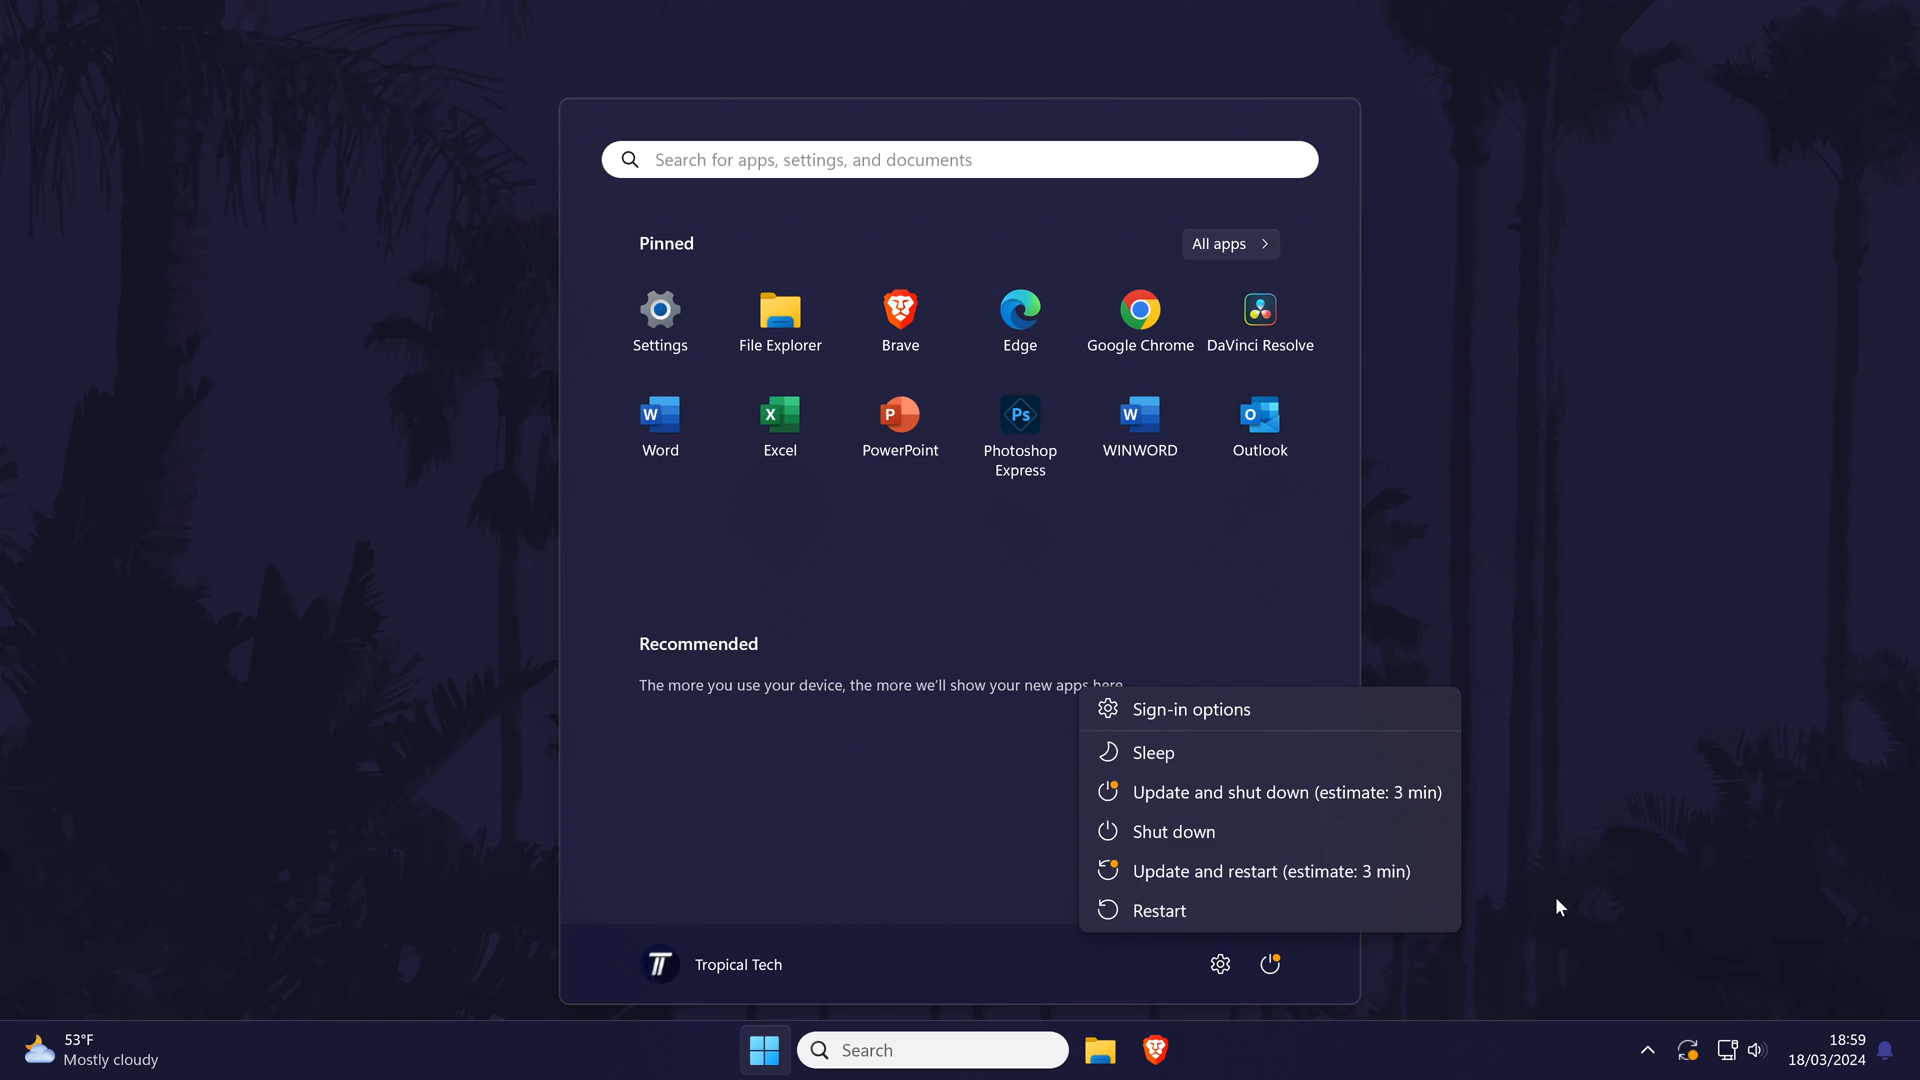 Search for apps, settings, and documents
Pinned
All apps
Settings
File Explorer
Brave
Edge
Google Chrome
DaVinci Resolve
W
X
P
Ps
W
O
Word
Excel
PowerPoint
Photoshop
Express
WINWORD
Outlook
Recommended
The more you use your device, the more we'll show your new apps here.
Sign-in options
Sleep
Update and shut down (estimate: 3 min)
Shut down
Update and restart (estimate: 3 min)
Restart
TT
Tropical Tech
53°F
Mostly cloudy
Search
18:59
18/03/2024